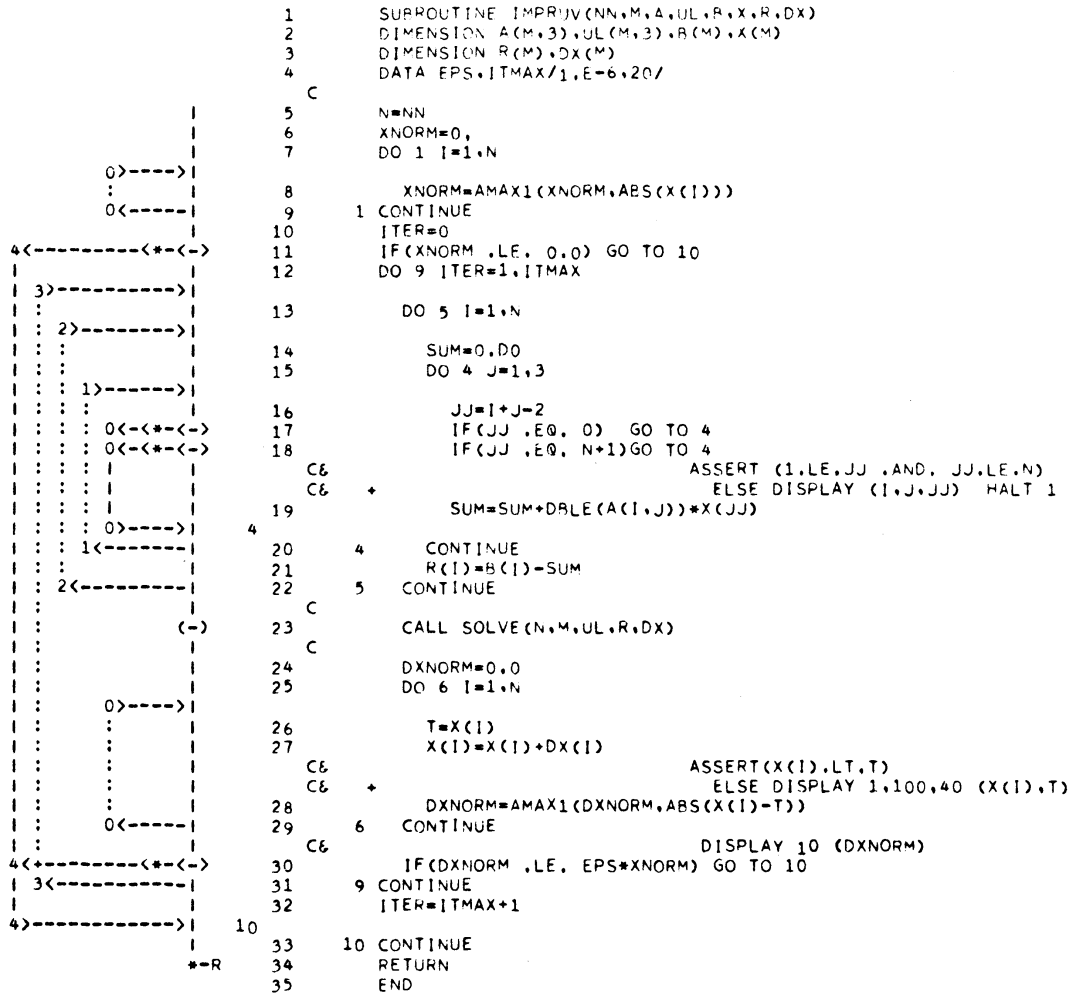 1 SUBROUTINE IMPRUV(NN,M,A,UL,B,X,R,DX)
2 DIMENSION A(M,3),UL(M,3),B(M),X(M)
3 DIMENSION R(M),DX(M)
4 DATA EPS,ITMAX/1.E-6,20/
C
| 5 N=NN
| 6 XNORM=0.
| 7 DO 1 I=1,N
0>----->|
: | 8 XNORM=AMAX1(XNORM,ABS(X(I)))
0<-----| 9 1 CONTINUE
| 10 ITER=0
4<----------<*-<-> 11 IF(XNORM .LE. 0.0) GO TO 10
| | 12 DO 9 ITER=1,ITMAX
| 3>----------->|
| : | 13 DO 5 I=1,N
| : 2>--------->|
| : : | 14 SUM=0.D0
| : : | 15 DO 4 J=1,3
| : : 1>------->|
| : : : | 16 JJ=I+J-2
| : : : 0<-<*-<-> 17 IF(JJ .EQ. 0) GO TO 4
| : : : 0<-<*-<-> 18 IF(JJ .EQ. N+1)GO TO 4
| : : : | | C& ASSERT (1.LE.JJ .AND. JJ.LE.N)
| : : : | | C& + ELSE DISPLAY (I,J,JJ) HALT 1
| : : : | | 19 SUM=SUM+DBLE(A(I,J))*X(JJ)
| : : : 0>---->| 4
| : : 1<-------| 20 4 CONTINUE
| : : | 21 R(I)=B(I)-SUM
| : 2<---------| 22 5 CONTINUE
| : | C
| : (-) 23 CALL SOLVE(N,M,UL,R,DX)
| : | C
| : | 24 DXNORM=0.0
| : | 25 DO 6 I=1,N
| : 0>---->|
| : : | 26 T=X(I)
| : : | 27 X(I)=X(I)+DX(I)
| : : | C& ASSERT(X(I).LT.T)
| : : | C& + ELSE DISPLAY 1,100,40 (X(I),T)
| : : | 28 DXNORM=AMAX1(DXNORM,ABS(X(I)-T))
| : 0<-----| 29 6 CONTINUE
| : | C& DISPLAY 10 (DXNORM)
4<+---------<*-<-> 30 IF(DXNORM .LE. EPS*XNORM) GO TO 10
| 3<-----------| 31 9 CONTINUE
| | 32 ITER=ITMAX+1
4>------------->| 10
| 33 10 CONTINUE
*-R 34 RETURN
35 END